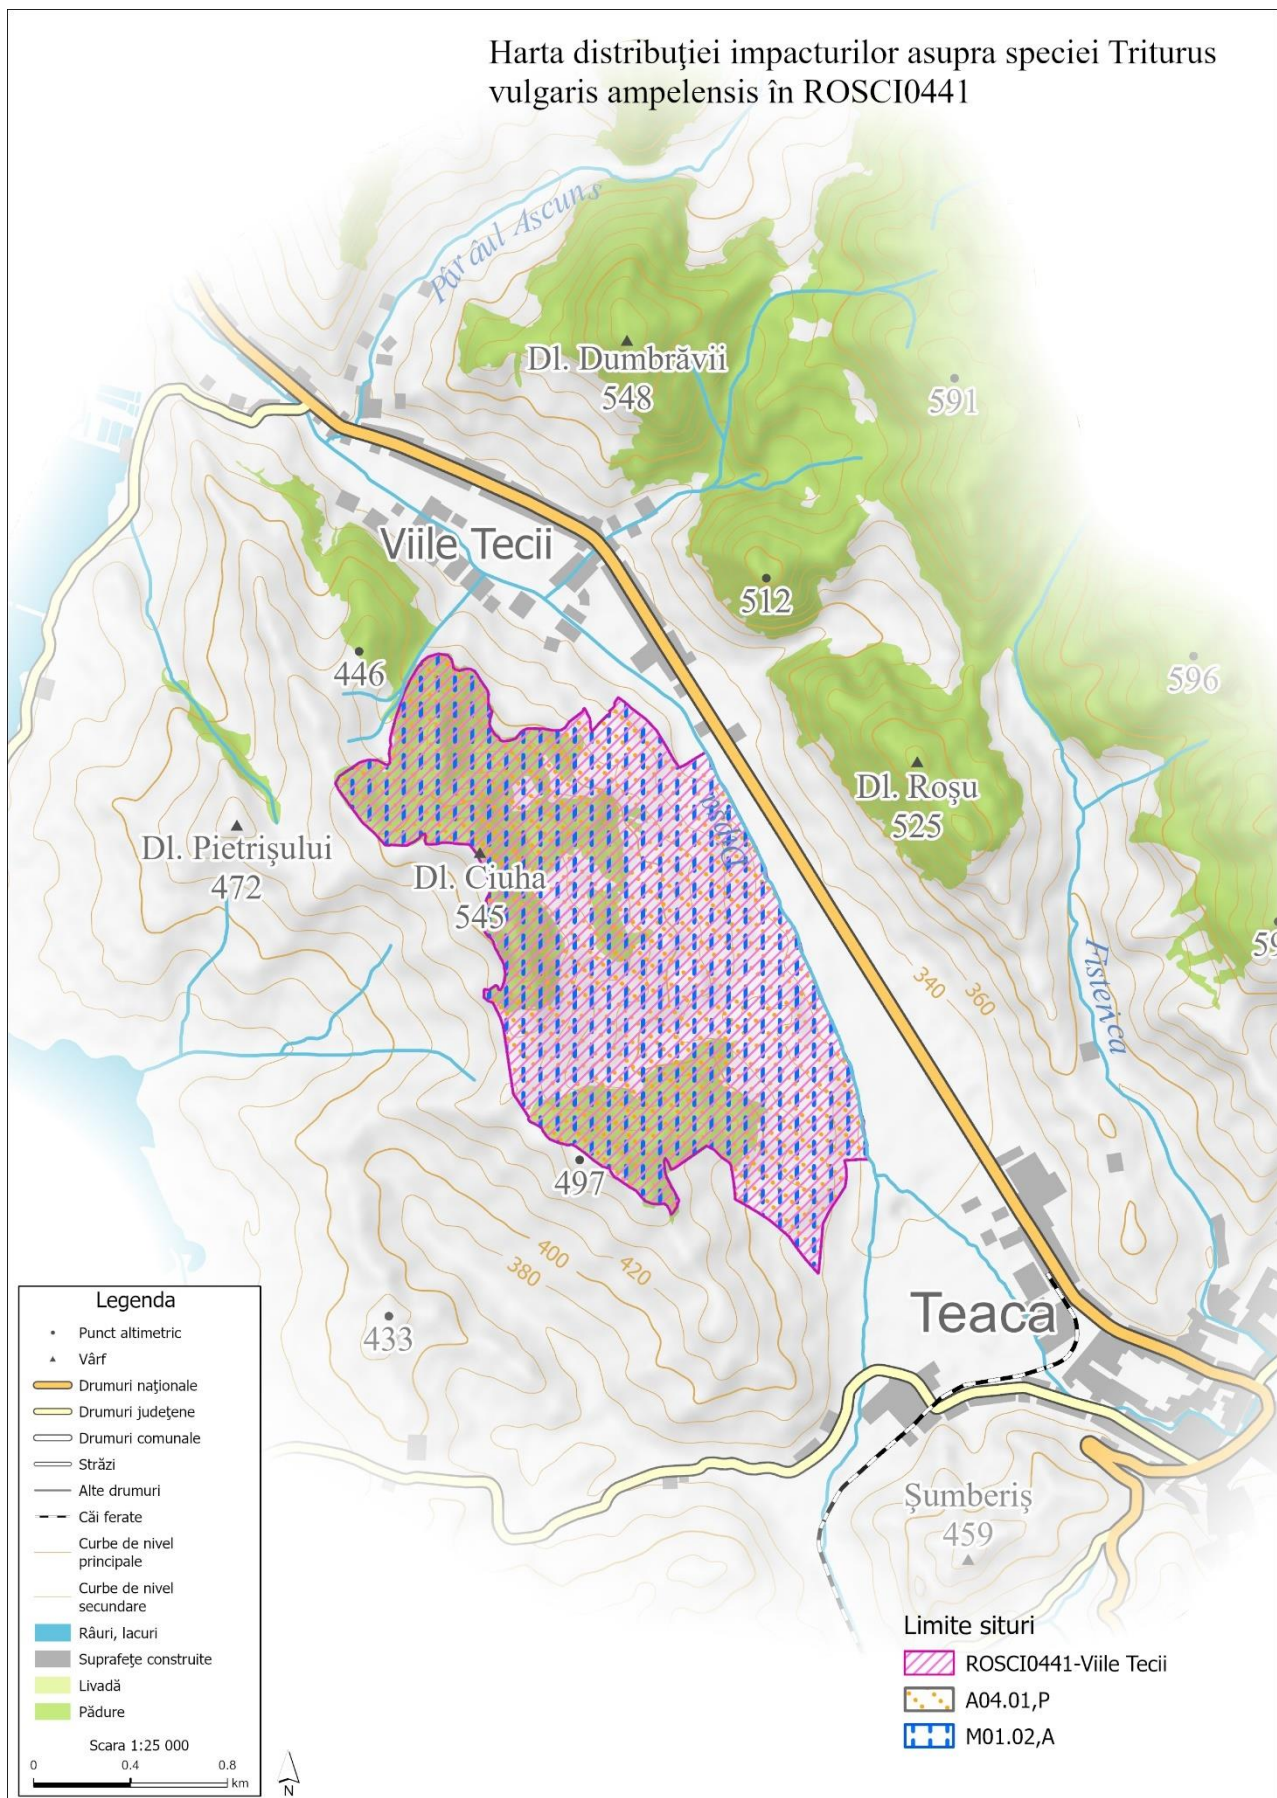 Harta distribuţiei impacturilor asupra speciei Triturus
vulgaris ampelensis în ROSCI0441
Pârâul Ascuns
Dl. Dumbrăvii
548
591
Viile Tecii
512
446
596
Dl. Roşu
525
Dipşa
Dl. Pietrişului
472
Dl. Ciuha
545
59
340
360
Fisterica
497
400
420
380
433
Teaca
Şumberiş
459
Legenda
Punct altimetric
Vârf
Drumuri naţionale
Drumuri judeţene
Drumuri comunale
Străzi
Alte drumuri
Căi ferate
Curbe de nivel
principale
Curbe de nivel
secundare
Râuri, lacuri
Suprafeţe construite
Livadă
Pădure
Scara 1:25 000
0 0.4 0.8
km
N
Limite situri
ROSCI0441-Viile Tecii
A04.01,P
M01.02,A